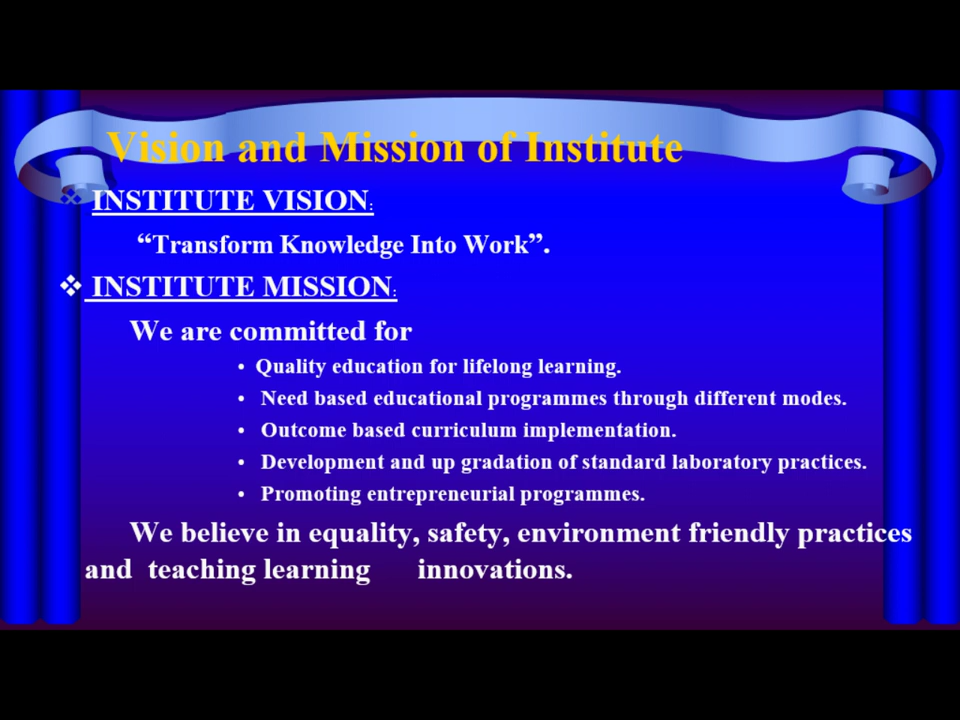 Vision and Mission of Institute
❖ INSTITUTE VISION:
“Transform Knowledge Into Work”.
❖ INSTITUTE MISSION:
We are committed for
• Quality education for lifelong learning.
• Need based educational programmes through different modes.
• Outcome based curriculum implementation.
• Development and up gradation of standard laboratory practices.
• Promoting entrepreneurial programmes.
We believe in equality, safety, environment friendly practices
and teaching learning innovations.